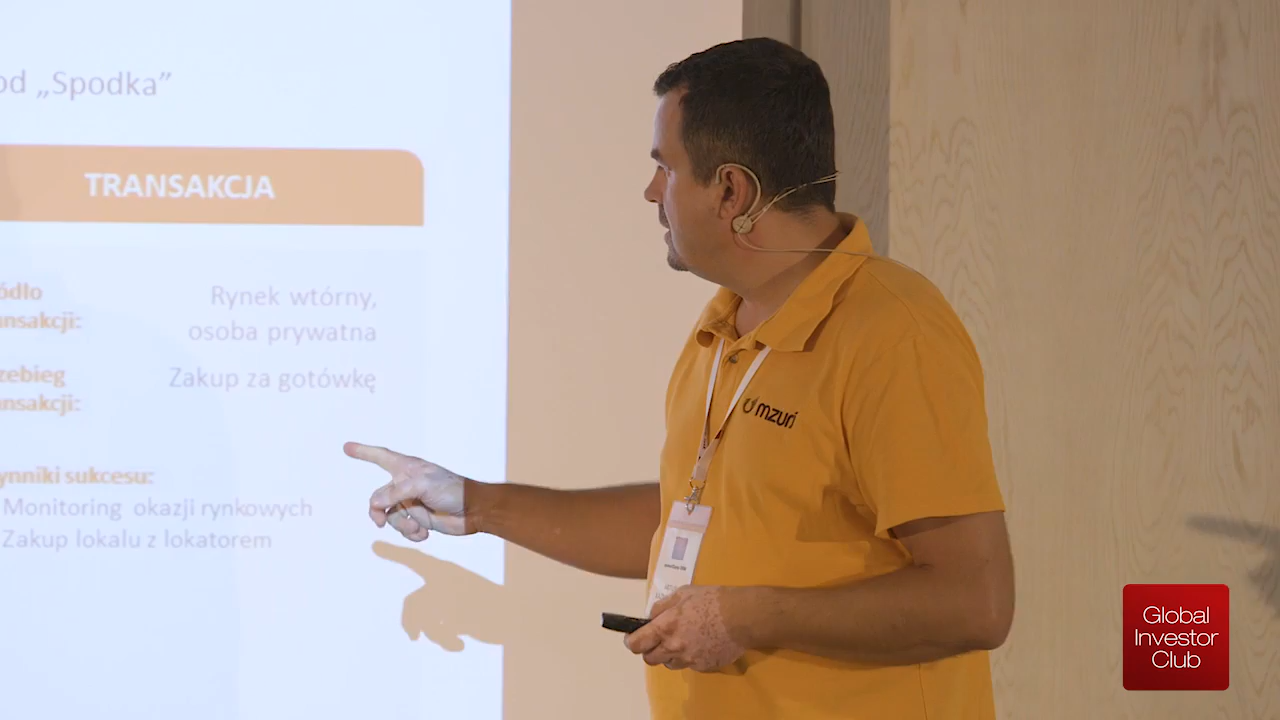 od „Spodka”
TRANSAKCJA
ódło
ansakcji:
Rynek wtórny,
osoba prywatna
zebieg
ansakcji:
Zakup za gotówkę
ynniki sukcesu:
Monitoring okazji rynkowych
Zakup lokalu z lokatorem
mzuri
Global
Investor
Club